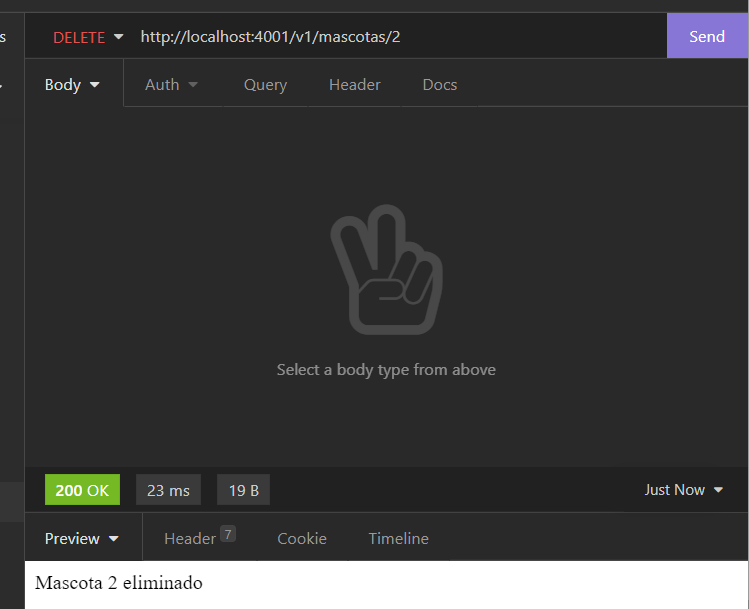 s
DELETE http://localhost:4001/v1/mascotas/2 Send
Body Auth Query Header Docs
Select a body type from above
200 OK 23 ms 19 B Just Now
Preview Header 7 Cookie Timeline
Mascota 2 eliminado